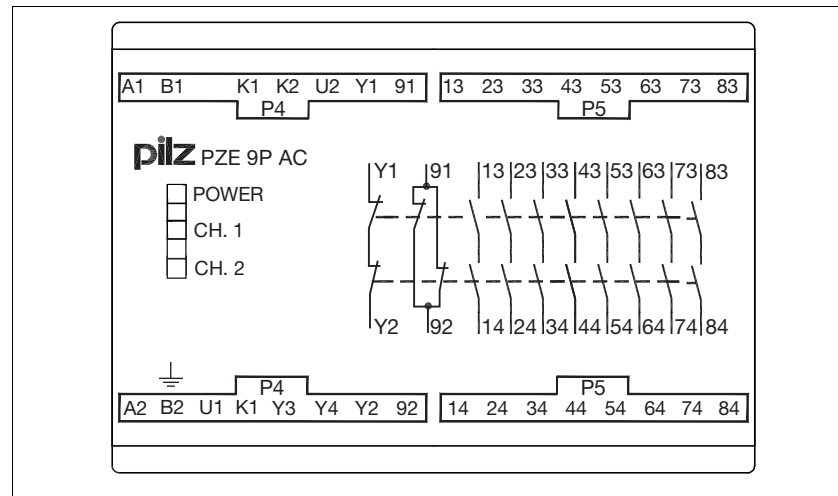 A1 B1 K1 K2 U2 Y1 91 13 23 33 43 53 63 73 83
P4 P5
pilz PZE 9P AC
POWER
CH. 1
CH. 2
Y1 91 13 23 33 43 53 63 73 83
Y2 92 14 24 34 44 54 64 74 84
P4 P5
A2 B2 U1 K1 Y3 Y4 Y2 92 14 24 34 44 54 64 74 84